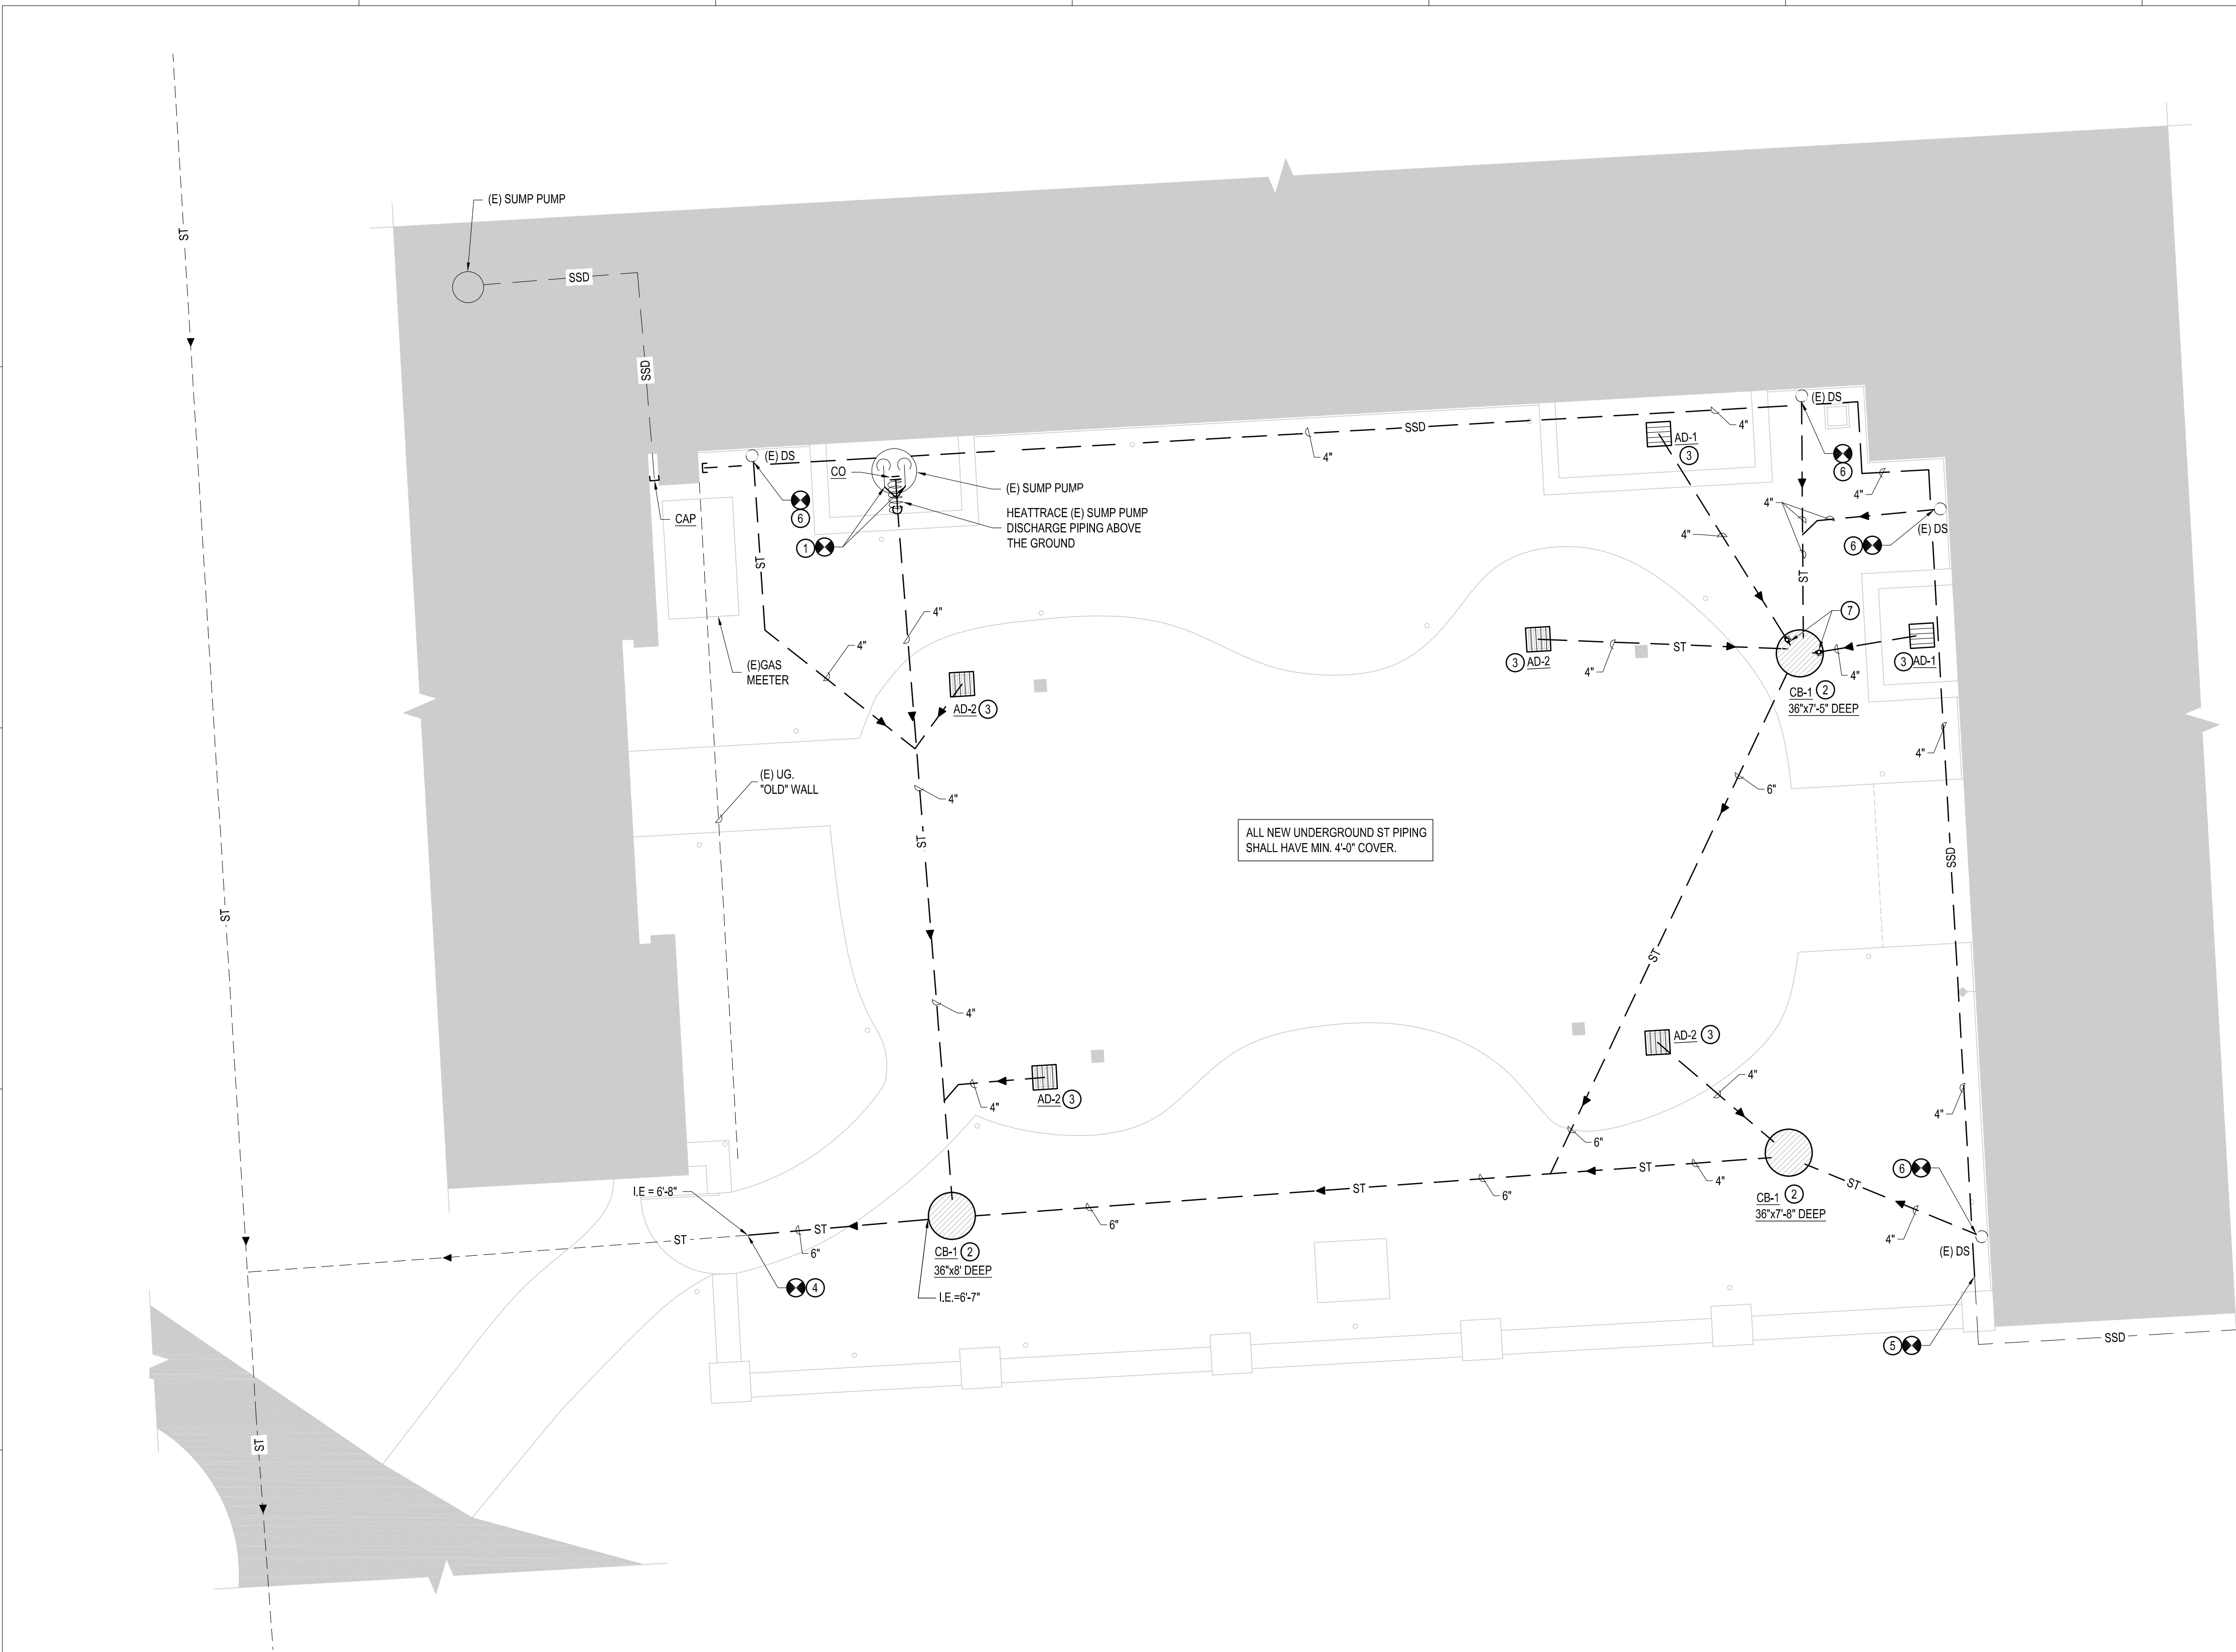 (E) SUMP PUMP
ST
SSD
SSD
(E) DS
(E) DS
SSD
4"
4"
AD-1
3
6
CO
(E) SUMP PUMP
HEATTRACE (E) SUMP PUMP
DISCHARGE PIPING ABOVE
THE GROUND
CAP
6
1
4"
4"
4"
(E) DS
6
ST
ST
4"
7
4"
4"
(E)GAS
MEETER
ST
3 AD-2
4"
3 AD-1
4"
CB-1 2
36"x7'-5" DEEP
AD-2 3
4"
(E) UG.
"OLD" WALL
4"
6"
ALL NEW UNDERGROUND ST PIPING
SHALL HAVE MIN. 4'-0" COVER.
ST
SSD
ST
ST
4"
AD-2 3
4"
AD-2 3
4"
4"
6"
ST
4"
6
CB-1 2
36"x7'-8" DEEP
ST
4"
(E) DS
I.E = 6'-8"
ST
6"
6"
ST
6"
ST
CB-1 2
36"x8' DEEP
4
I.E.=6'-7"
5
SSD
ST